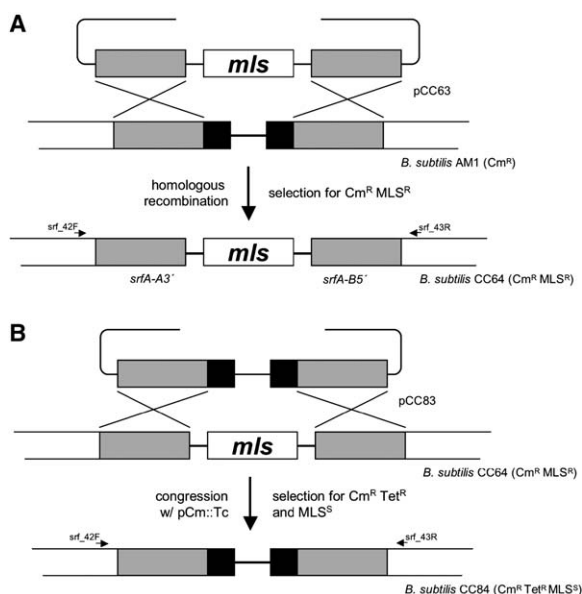 A
mls
pCC63
B. subtilis AM1 (Cmᴿ)
homologous recombination
selection for Cmᴿ MLSᴿ
srf_42F
srf_43R
mls
srfA-A3´
srfA-B5´
B. subtilis CC64 (Cmᴿ MLSᴿ)
B
pCC83
mls
B. subtilis CC64 (Cmᴿ MLSᴿ)
congression
w/ pCm::Tc
selection for Cmᴿ Tetᴿ
and MLSˢ
srf_42F
srf_43R
B. subtilis CC84 (Cmᴿ Tetᴿ MLSˢ)